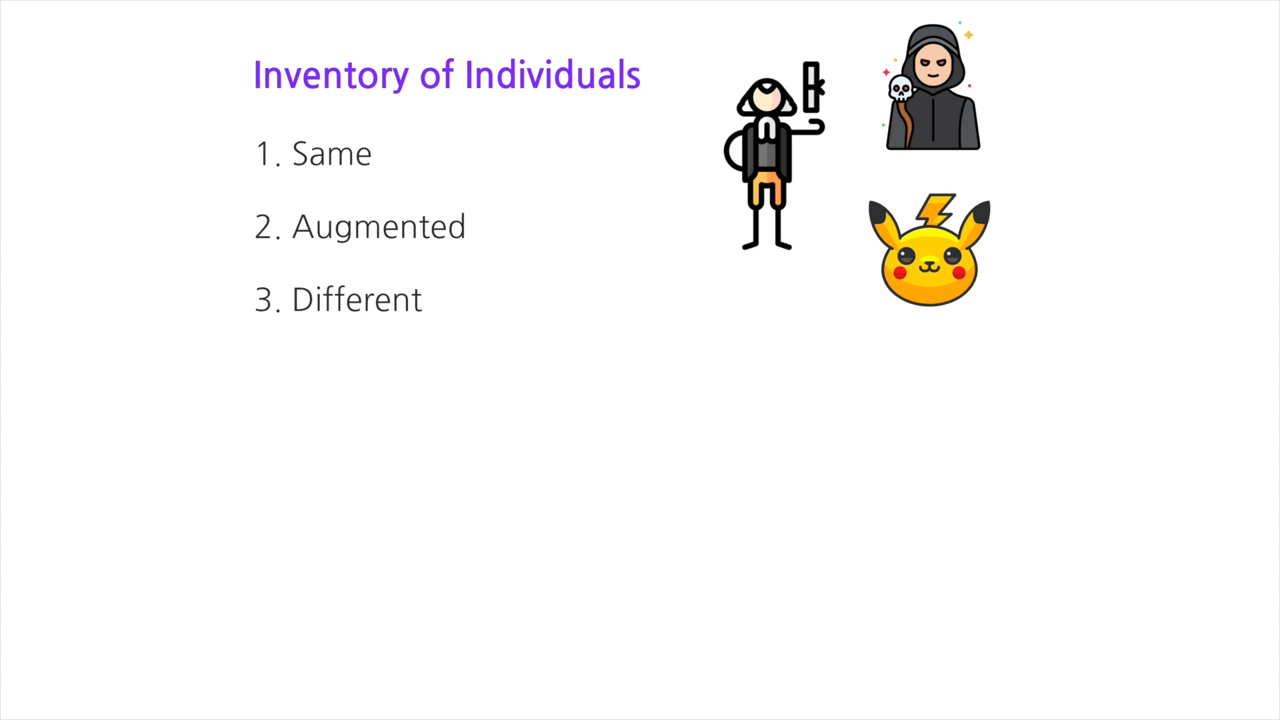 Inventory of Individuals
1. Same
2. Augmented
3. Different